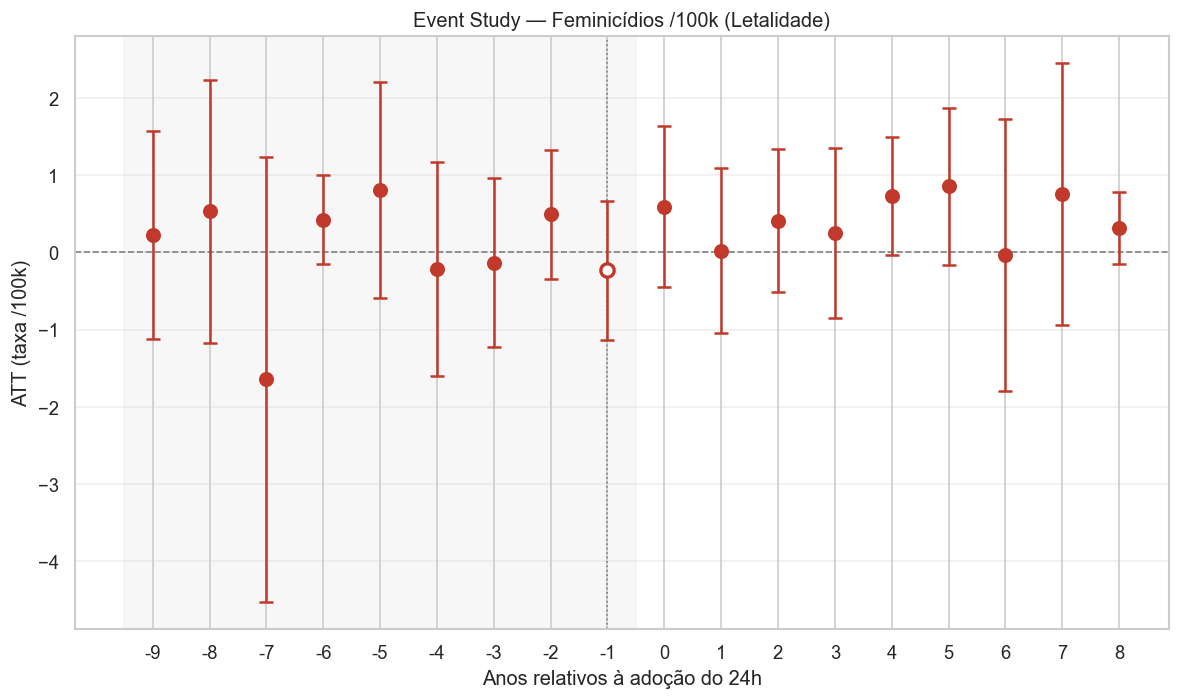 Event Study — Feminicídios /100k (Letalidade)
ATT (taxa /100k)
2
1
0
−1
−2
−3
−4
-9 -8 -7 -6 -5 -4 -3 -2 -1 0 1 2 3 4 5 6 7 8
Anos relativos à adoção do 24h